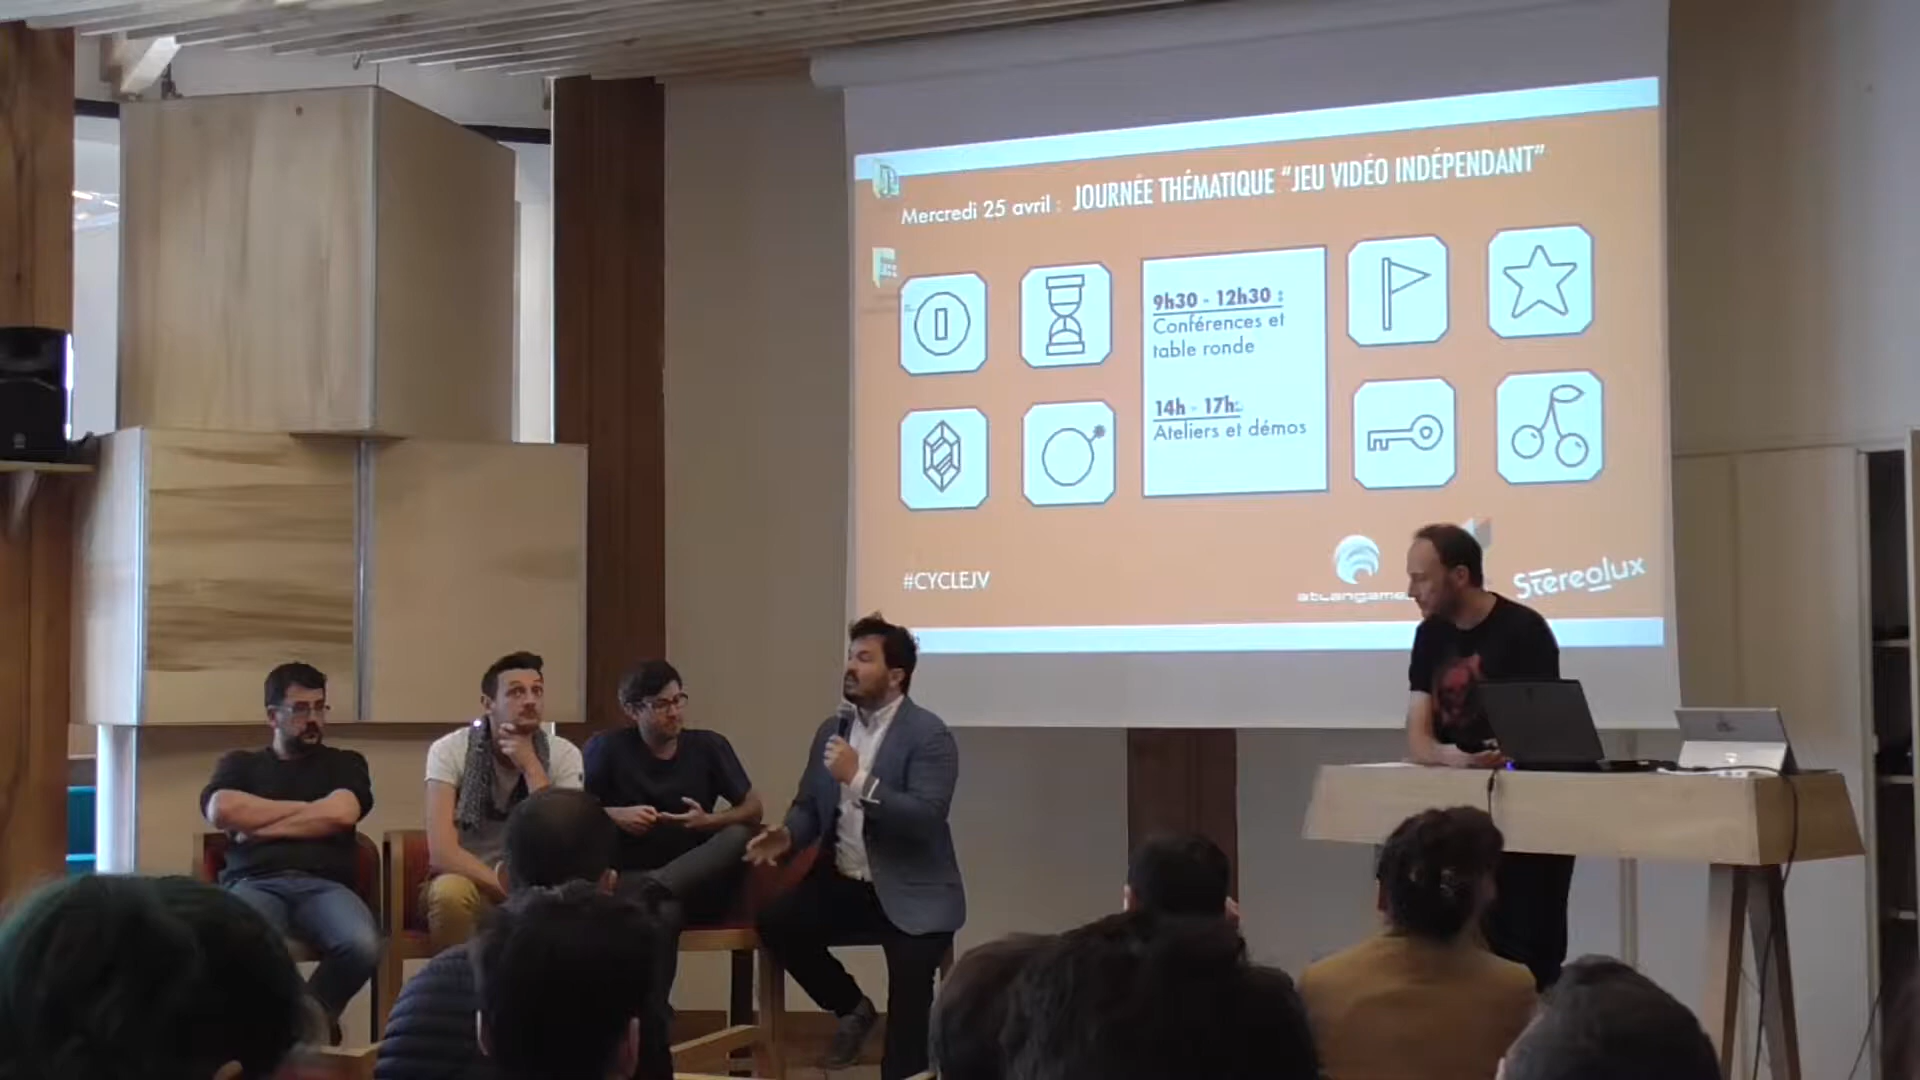 Mercredi 25 avril : JOURNÉE THÉMATIQUE "JEU VIDÉO INDÉPENDANT"
9h30 - 12h30 :
Conférences et
table ronde
14h - 17h:
Ateliers et démos
#CYCLEJV
atlangame
Stereolux